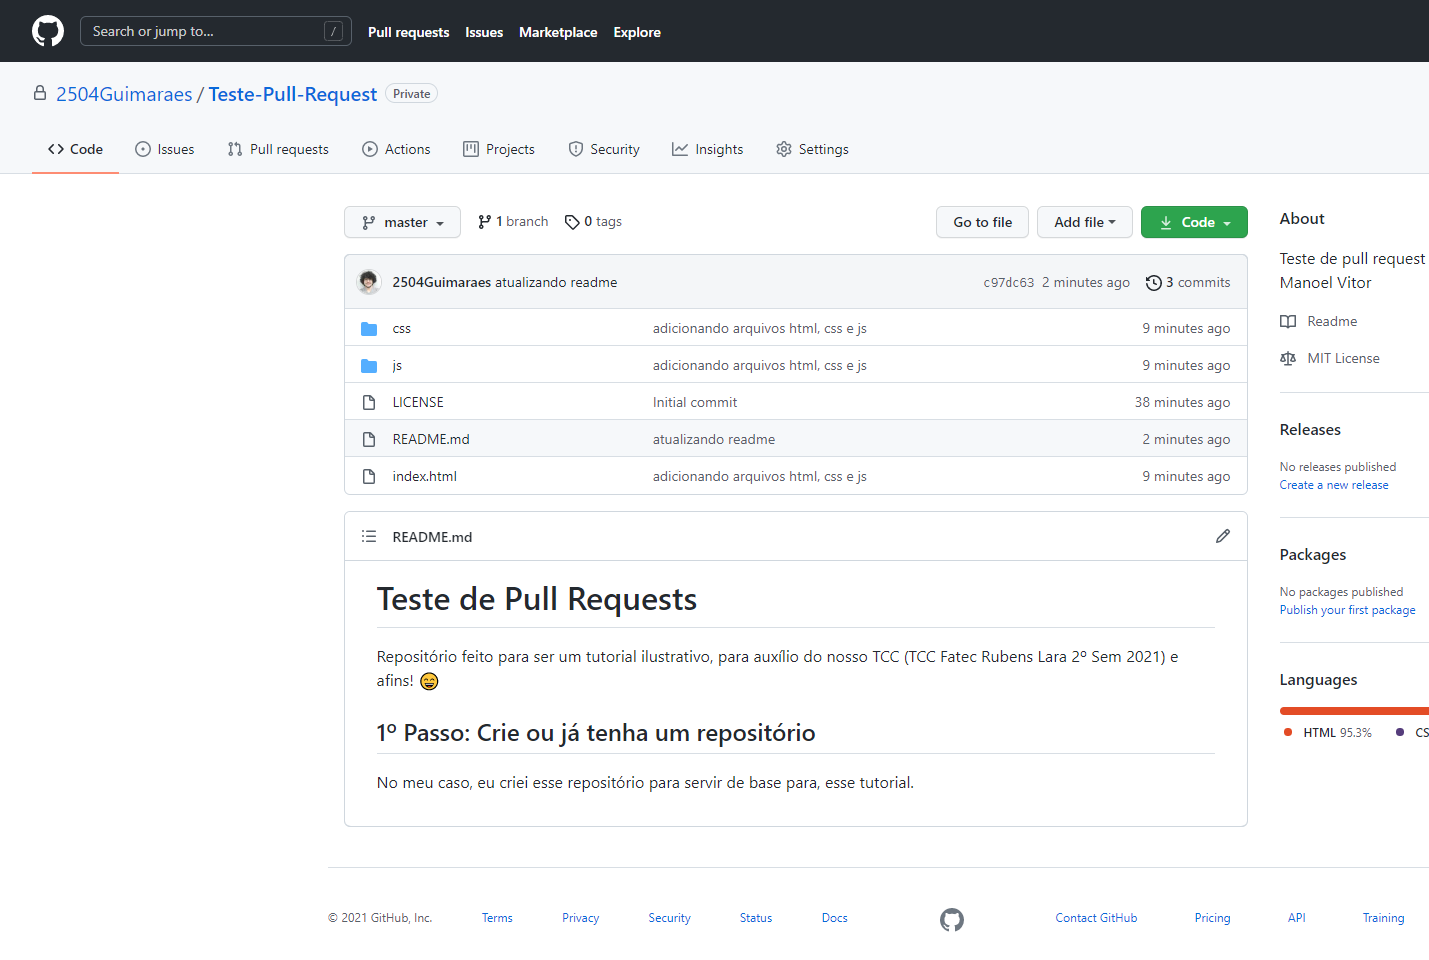 Search or jump to... /
Pull requests Issues Marketplace Explore
2504Guimaraes / Teste-Pull-Request Private
Code Issues Pull requests Actions Projects Security Insights Settings
master 1 branch 0 tags Go to file Add file Code
2504Guimaraes atualizando readme c97dc63 2 minutes ago 3 commits
css adicionando arquivos html, css e js 9 minutes ago
js adicionando arquivos html, css e js 9 minutes ago
LICENSE Initial commit 38 minutes ago
README.md atualizando readme 2 minutes ago
index.html adicionando arquivos html, css e js 9 minutes ago
README.md
Teste de Pull Requests
Repositório feito para ser um tutorial ilustrativo, para auxílio do nosso TCC (TCC Fatec Rubens Lara 2º Sem 2021) e
afins! 😄
1º Passo: Crie ou já tenha um repositório
No meu caso, eu criei esse repositório para servir de base para, esse tutorial.
About
Teste de pull request
Manoel Vitor
Readme
MIT License
Releases
No releases published
Create a new release
Packages
No packages published
Publish your first package
Languages
HTML 95.3% CS
© 2021 GitHub, Inc. Terms Privacy Security Status Docs Contact GitHub Pricing API Training